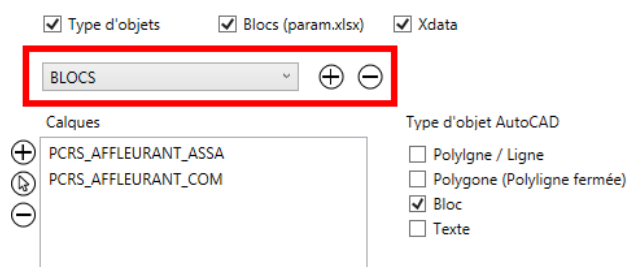 Type d'objets Blocs (param.xlsx) Xdata
BLOCS
Calques Type d'objet AutoCAD
PCRS_AFFLEURANT_ASSA
PCRS_AFFLEURANT_COM
Polylgne / Ligne
Polygone (Polyligne fermée)
Bloc
Texte